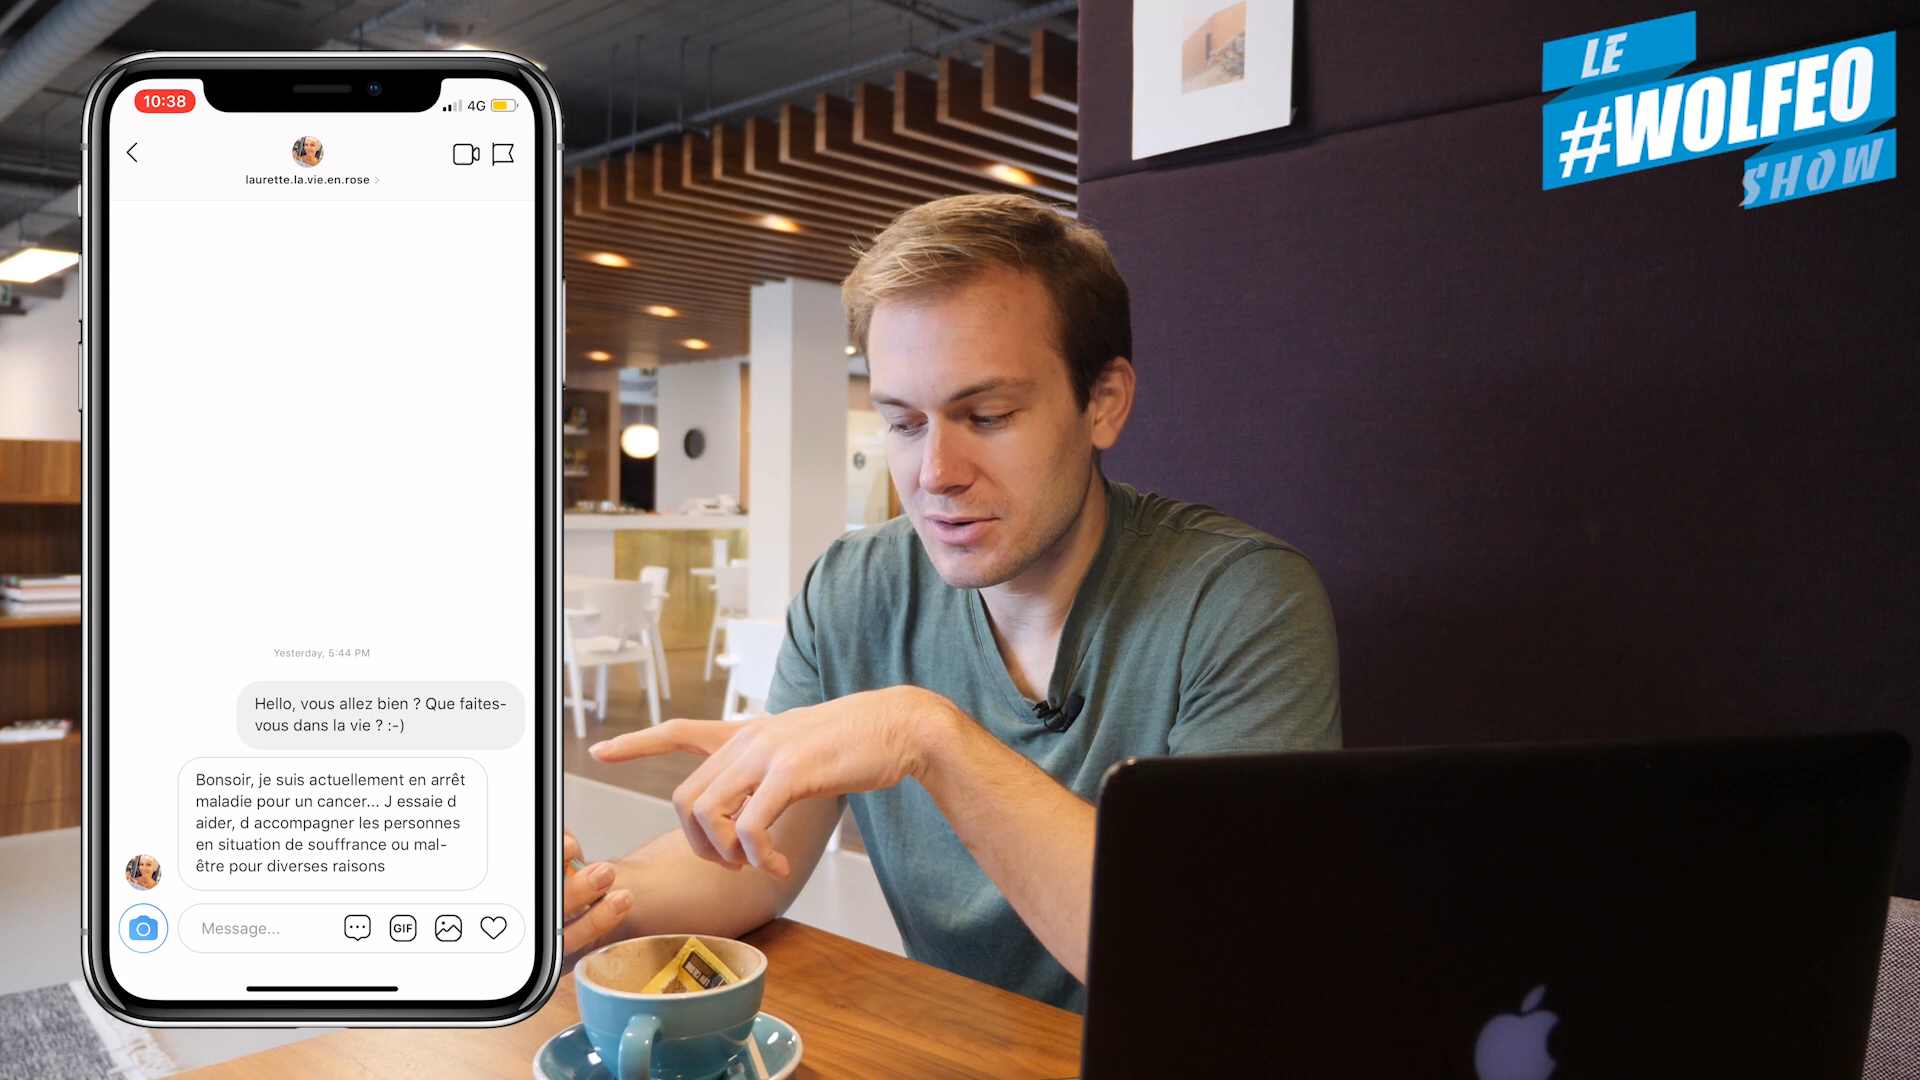 10:38
4G
laurette.la.vie.en.rose
Yesterday, 5:44 PM
Hello, vous allez bien ? Que faites-
vous dans la vie ? :-)
Bonsoir, je suis actuellement en arrêt
maladie pour un cancer... J essaie d
aider, d accompagner les personnes
en situation de souffrance ou mal-
être pour diverses raisons
Message...
GIF
LE
#WOLFEO
SHOW